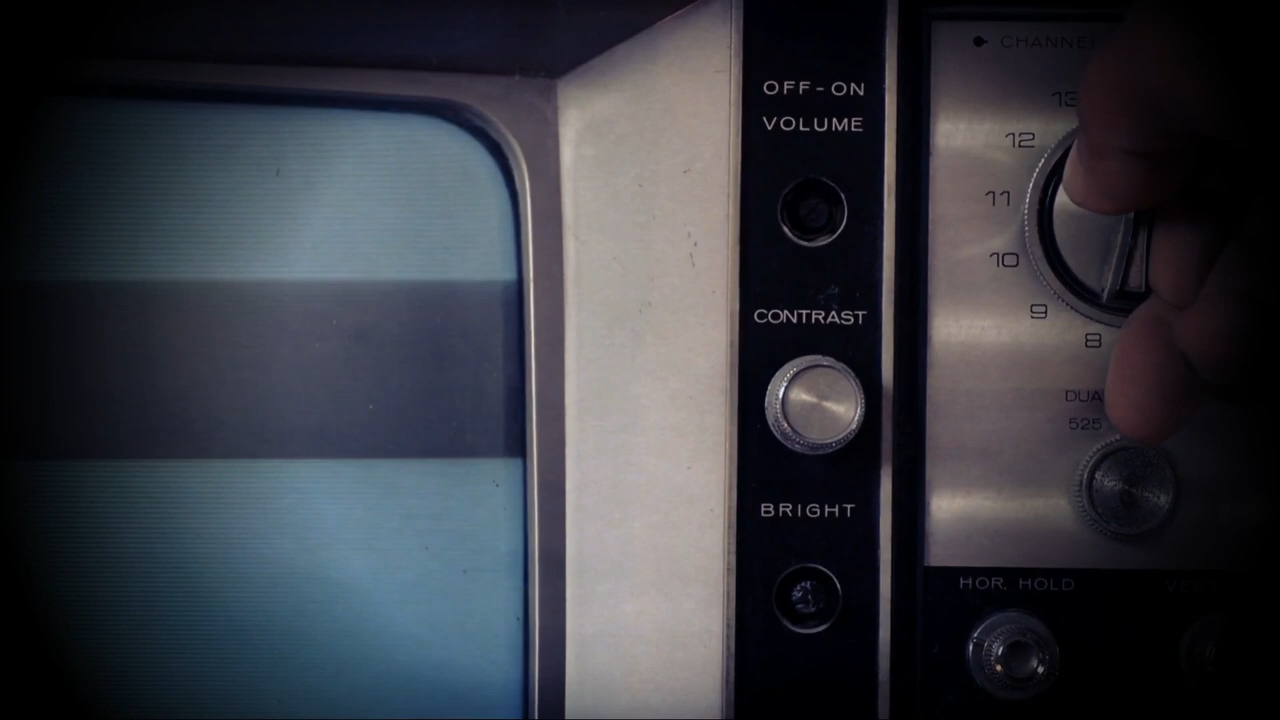 OFF-ON
VOLUME
CONTRAST
BRIGHT
CHANNEL
13
12
11
10
9
8
525
HOR. HOLD